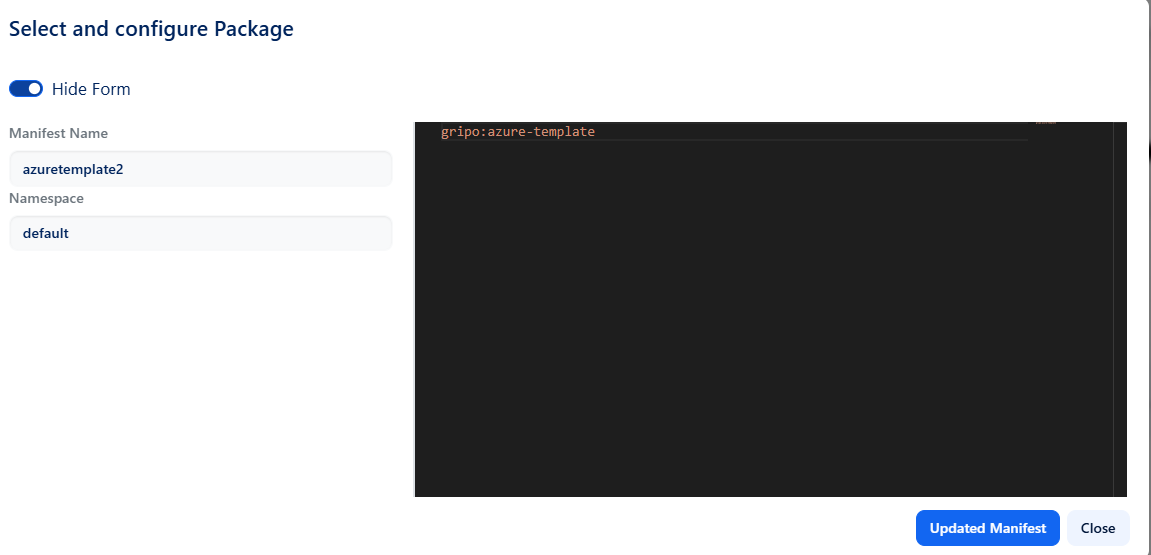 Select and configure Package
Hide Form
Manifest Name
azuretemplate2
Namespace
default
gripo:azure-template
Updated Manifest
Close